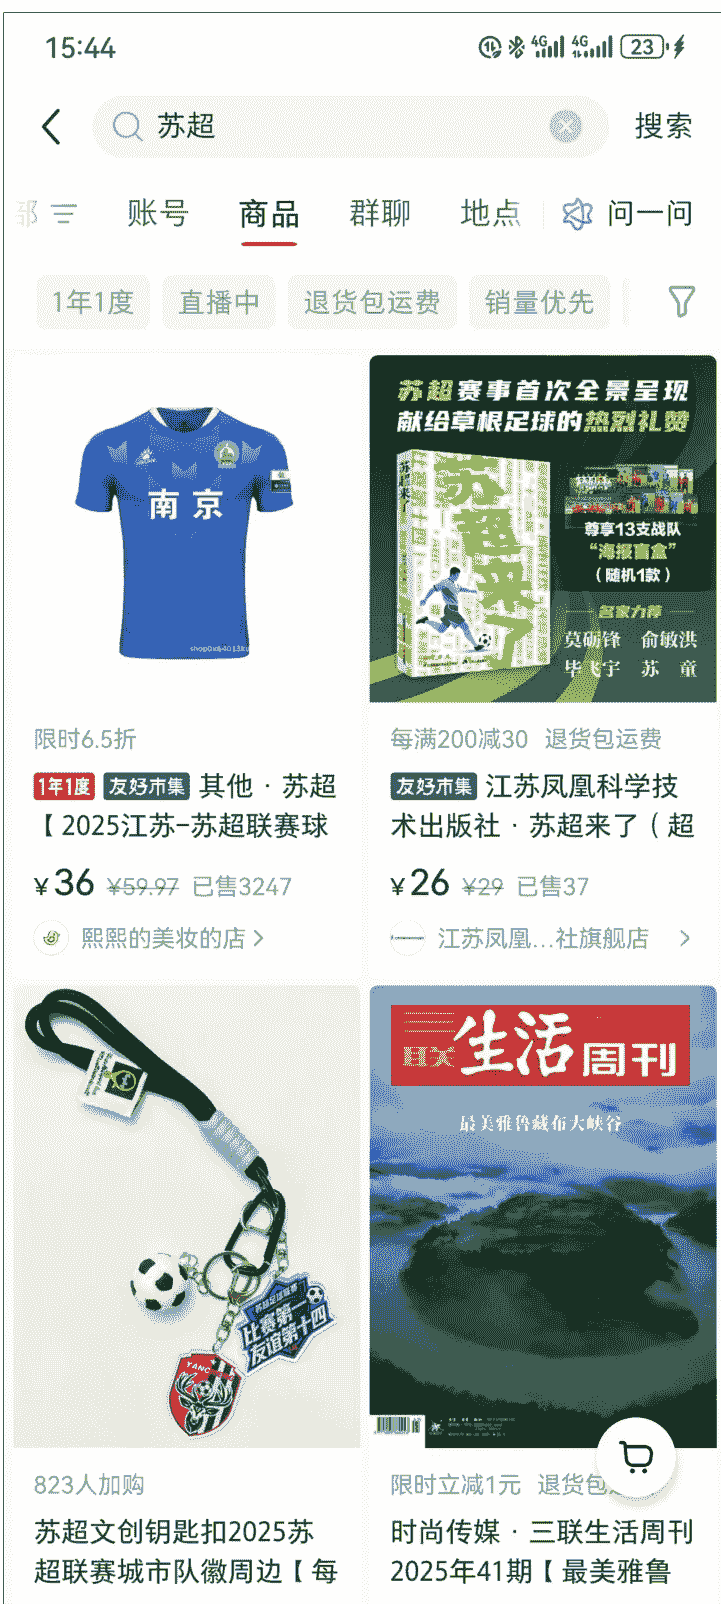 15:44
4G 4G 23
苏超
搜索
账号 商品 群聊 地点 问一问
1年1度 直播中 退货包运费 销量优先
南京
苏超赛事首次全景呈现
献给草根足球的热烈礼赞
苏超来了
苏超来了
尊享13支战队
“海报盲盒”
(随机1款)
名家力荐
莫砺锋 俞敏洪
毕飞宇 苏童
限时6.5折
1年1度 友好市集 其他·苏超
【2025江苏-苏超联赛球
¥36 ¥59.97 已售3247
熙熙的美妆的店
每满200减30 退货包运费
友好市集 江苏凤凰科学技
术出版社·苏超来了（超
¥26 ¥29 已售37
江苏凤凰...社旗舰店
比赛第一
友谊第十四
生活周刊
最美雅鲁藏布大峡谷
823人加购
苏超文创钥匙扣2025苏
超联赛城市队徽周边【每
限时立减1元 退货包
时尚传媒·三联生活周刊
2025年41期【最美雅鲁